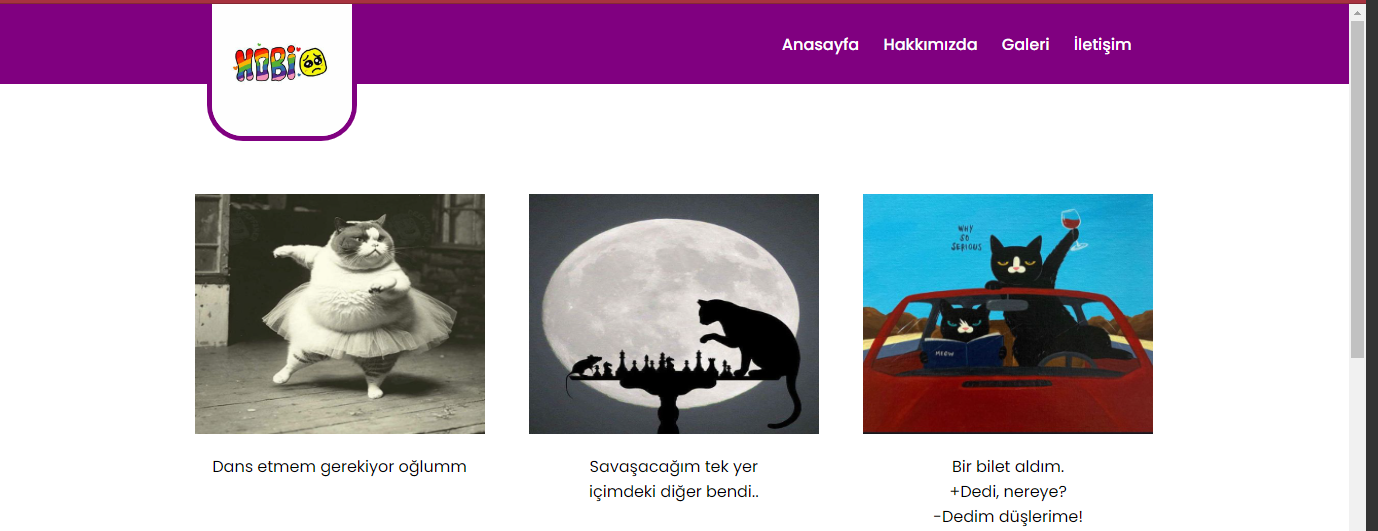 HOBi
Anasayfa Hakkımızda Galeri İletişim
WHY
SO
SERIOUS
MEOW
Dans etmem gerekiyor oğlumm
Savaşacağım tek yer
içimdeki diğer bendi..
Bir bilet aldım.
+Dedi, nereye?
-Dedim düşlerime!